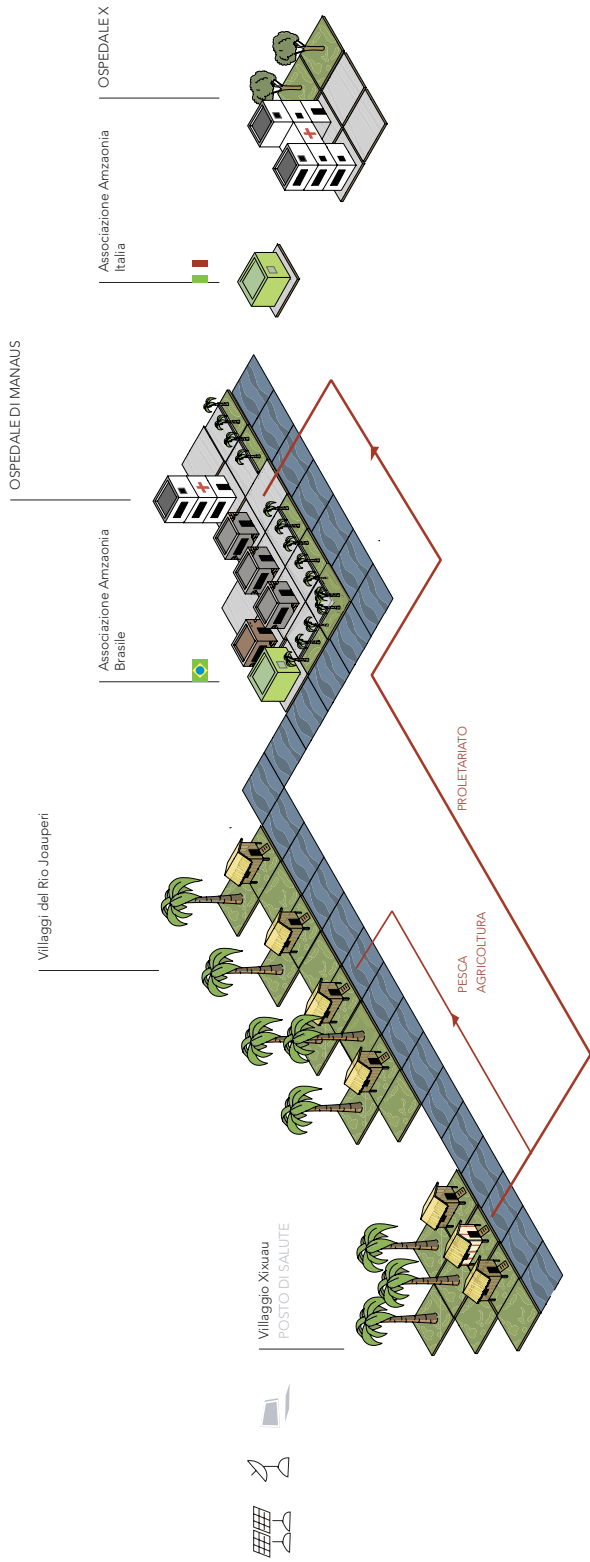 Villaggio Xixuau
POSTO DI SALUTE
Villaggi del Rio Joauperi
Associazione Amzaonia
Brasile
OSPEDALE DI MANAUS
Associazione Amzaonia
Italia
OSPEDALE X
PESCA
AGRICOLTURA
PROLETARIATO